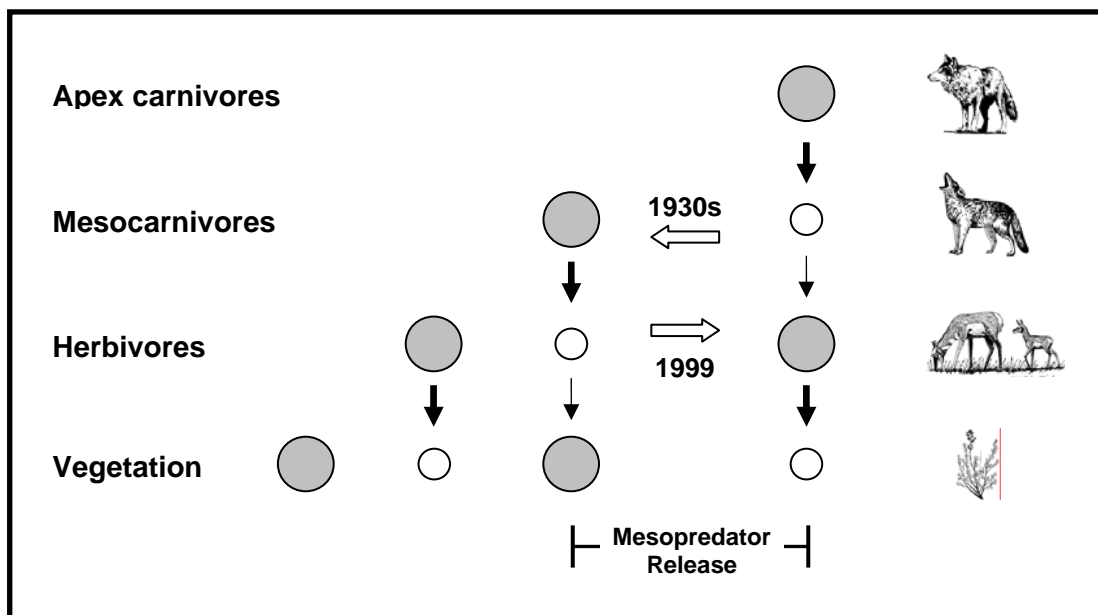 Apex carnivores
Mesocarnivores
1930s
Herbivores
1999
Vegetation
Mesopredator
Release